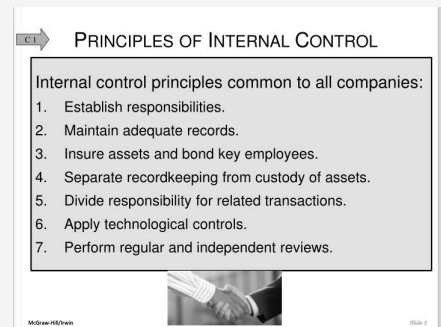 C 1
PRINCIPLES OF INTERNAL CONTROL
Internal control principles common to all companies:
1. Establish responsibilities.
2. Maintain adequate records.
3. Insure assets and bond key employees.
4. Separate recordkeeping from custody of assets.
5. Divide responsibility for related transactions.
6. Apply technological controls.
7. Perform regular and independent reviews.
McGraw-Hill/Irwin